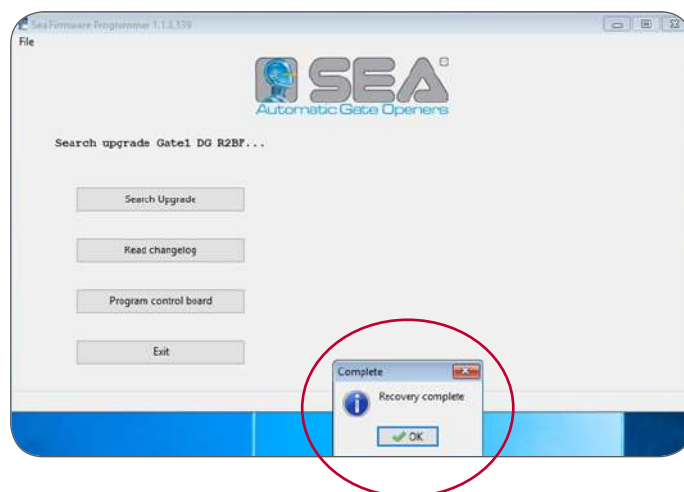 Sea Firmware Programmer 1.1.3.339
File
SEA
Automatic Gate Openers
Search upgrade Gate1 DG R2BF...
Search Upgrade
Read changelog
Program control board
Exit
Complete
Recovery complete
OK